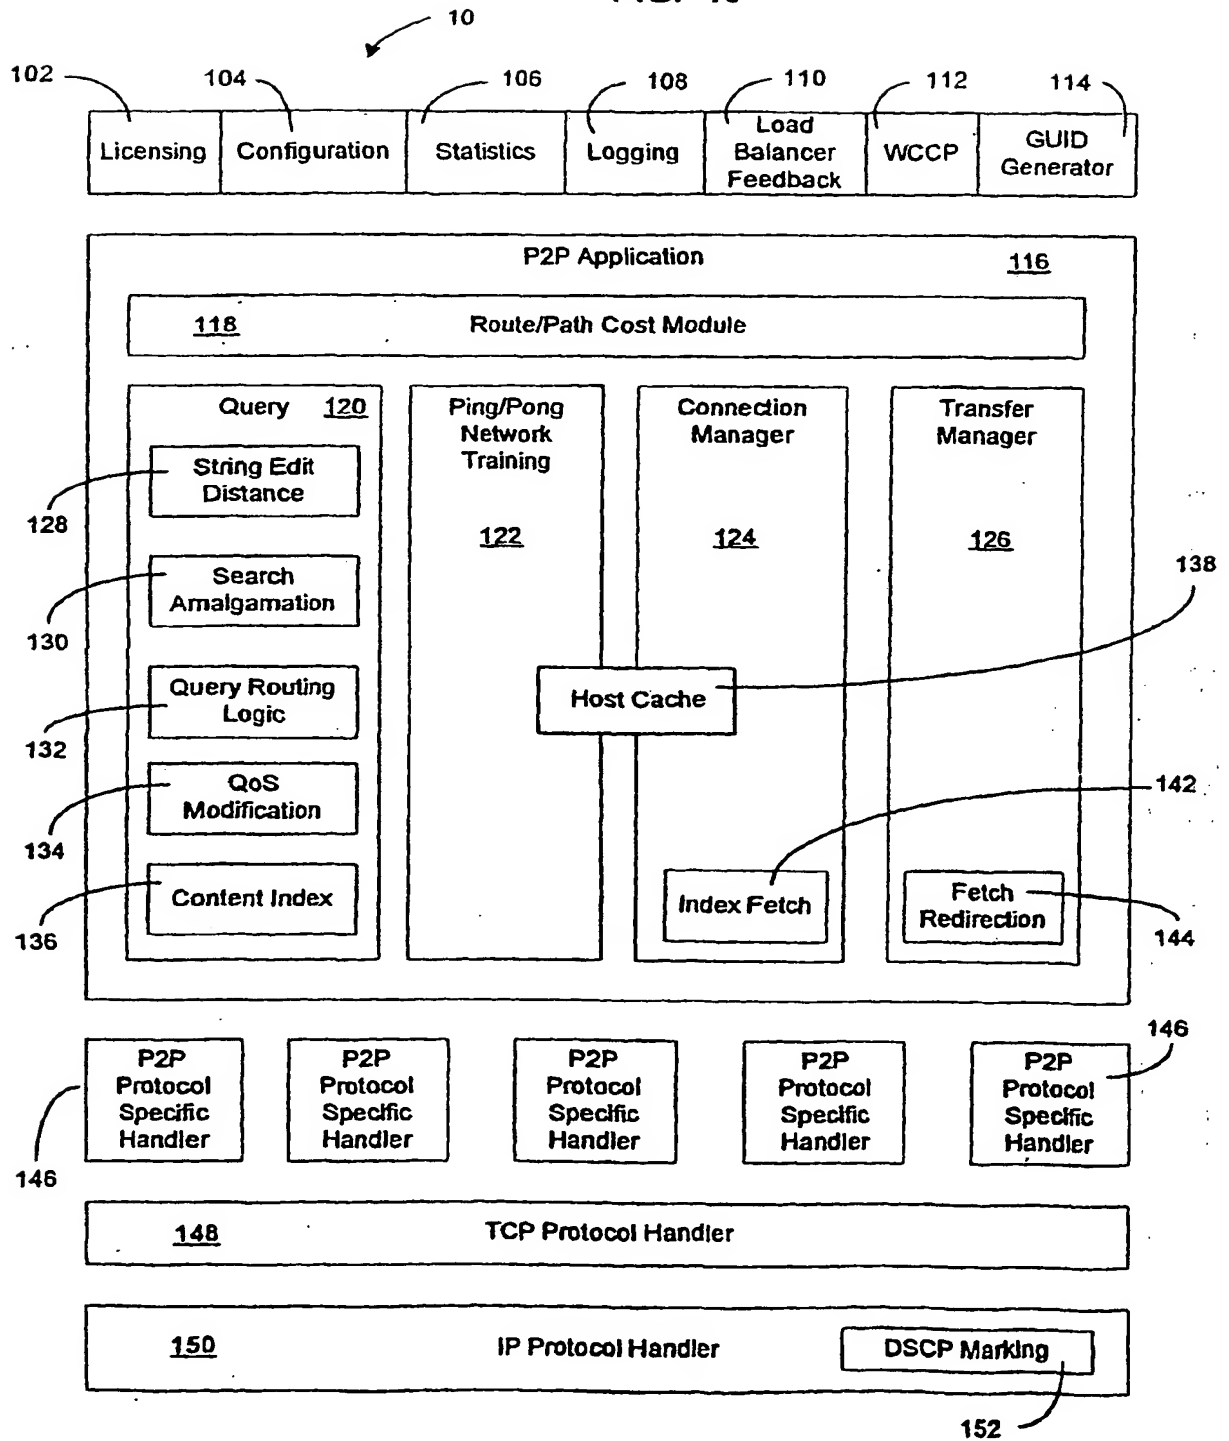 10
102
104
106
108
110
112
114
Licensing
Configuration
Statistics
Logging
Load
Balancer
Feedback
WCCP
GUID
Generator
P2P Application
116
118
Route/Path Cost Module
Query 120
String Edit
Distance
128
Search
Amalgamation
130
Query Routing
Logic
132
QoS
Modification
134
Content Index
136
Ping/Pong
Network
Training
122
Connection
Manager
124
Transfer
Manager
126
138
Host Cache
142
Index Fetch
Fetch
Redirection
144
146
P2P
Protocol
Specific
Handler
P2P
Protocol
Specific
Handler
P2P
Protocol
Specific
Handler
P2P
Protocol
Specific
Handler
P2P
Protocol
Specific
Handler
146
148
TCP Protocol Handler
150
IP Protocol Handler
DSCP Marking
152